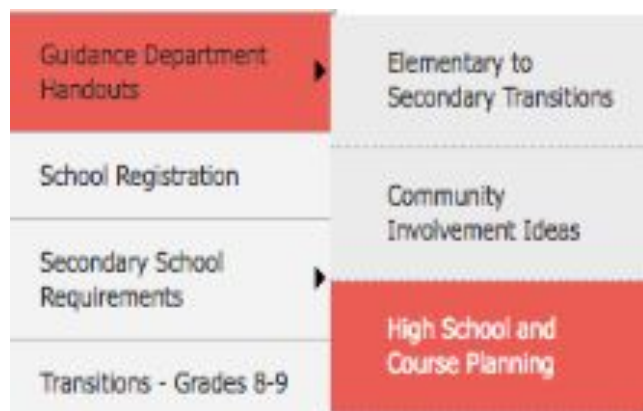 Guidance Department
Handouts
School Registration
Secondary School
Requirements
Transitions - Grades 8-9
Elementary to
Secondary Transitions
Community
Involvement Ideas
High School and
Course Planning